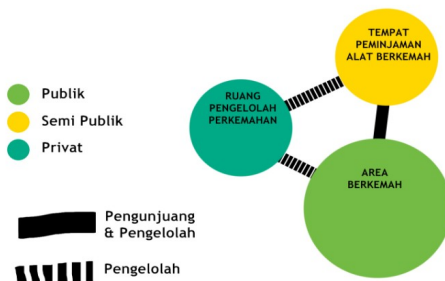 TEMPAT
PEMINJAMAN
ALAT BERKEMAH
RUANG
PENGELOLAH
PERKEMAHAN
Publik
Semi Publik
Privat
AREA
BERKEMAH
Pengunjuang
& Pengelolah
Pengelolah